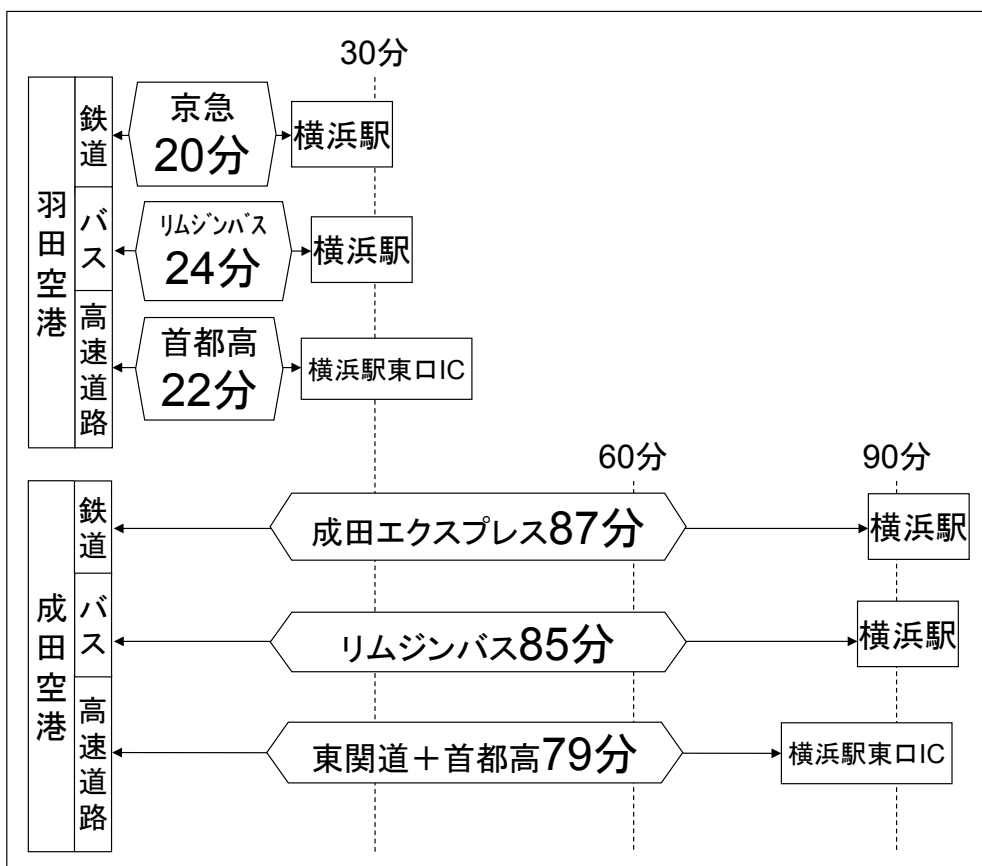 30分
羽田空港
鉄道
京急
20分
横浜駅
バス
ﾘﾑｼﾞﾝﾊﾞｽ
24分
横浜駅
高速道路
首都高
22分
横浜駅東口IC
60分
90分
成田空港
鉄道
成田エクスプレス87分
横浜駅
バス
リムジンバス85分
横浜駅
高速道路
東関道＋首都高79分
横浜駅東口IC